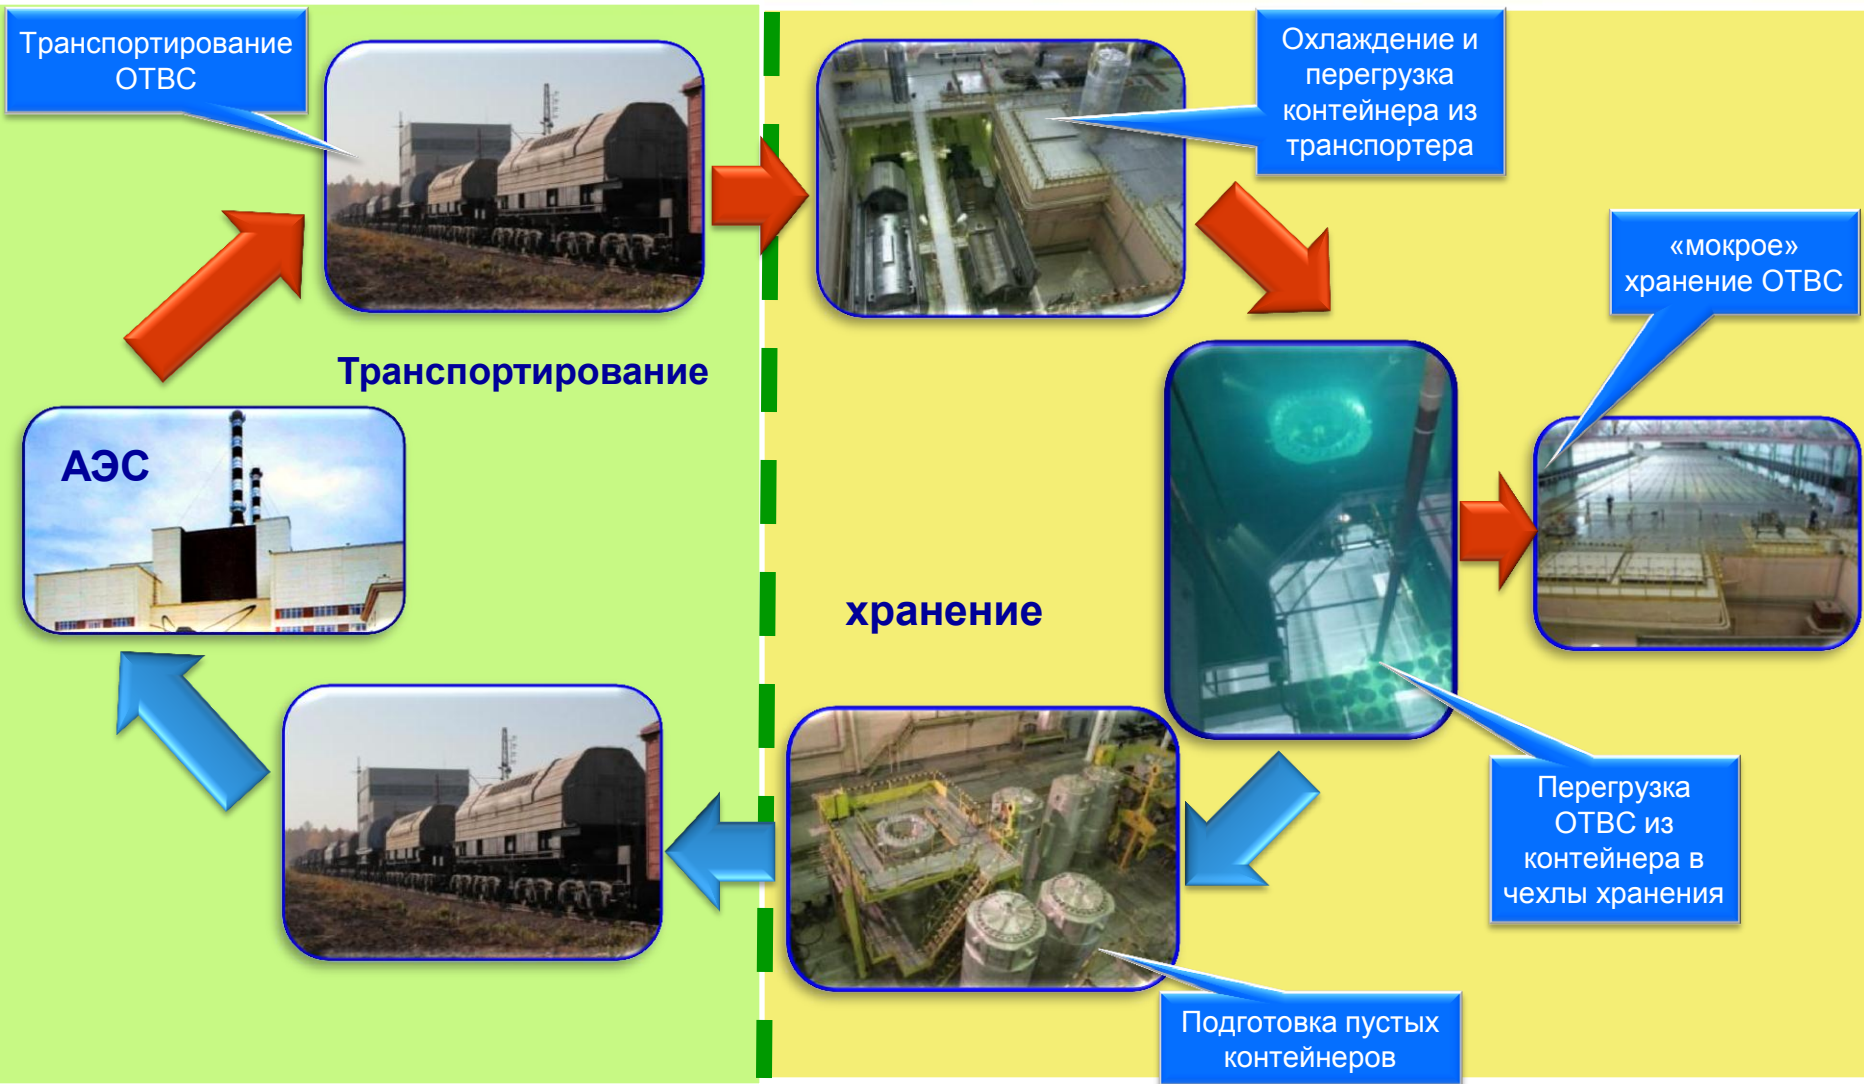 Транспортирование
ОТВС
Охлаждение и
перегрузка
контейнера из
транспортера
«мокрое»
хранение ОТВС
Транспортирование
АЭС
хранение
Перегрузка
ОТВС из
контейнера в
чехлы хранения
Подготовка пустых
контейнеров